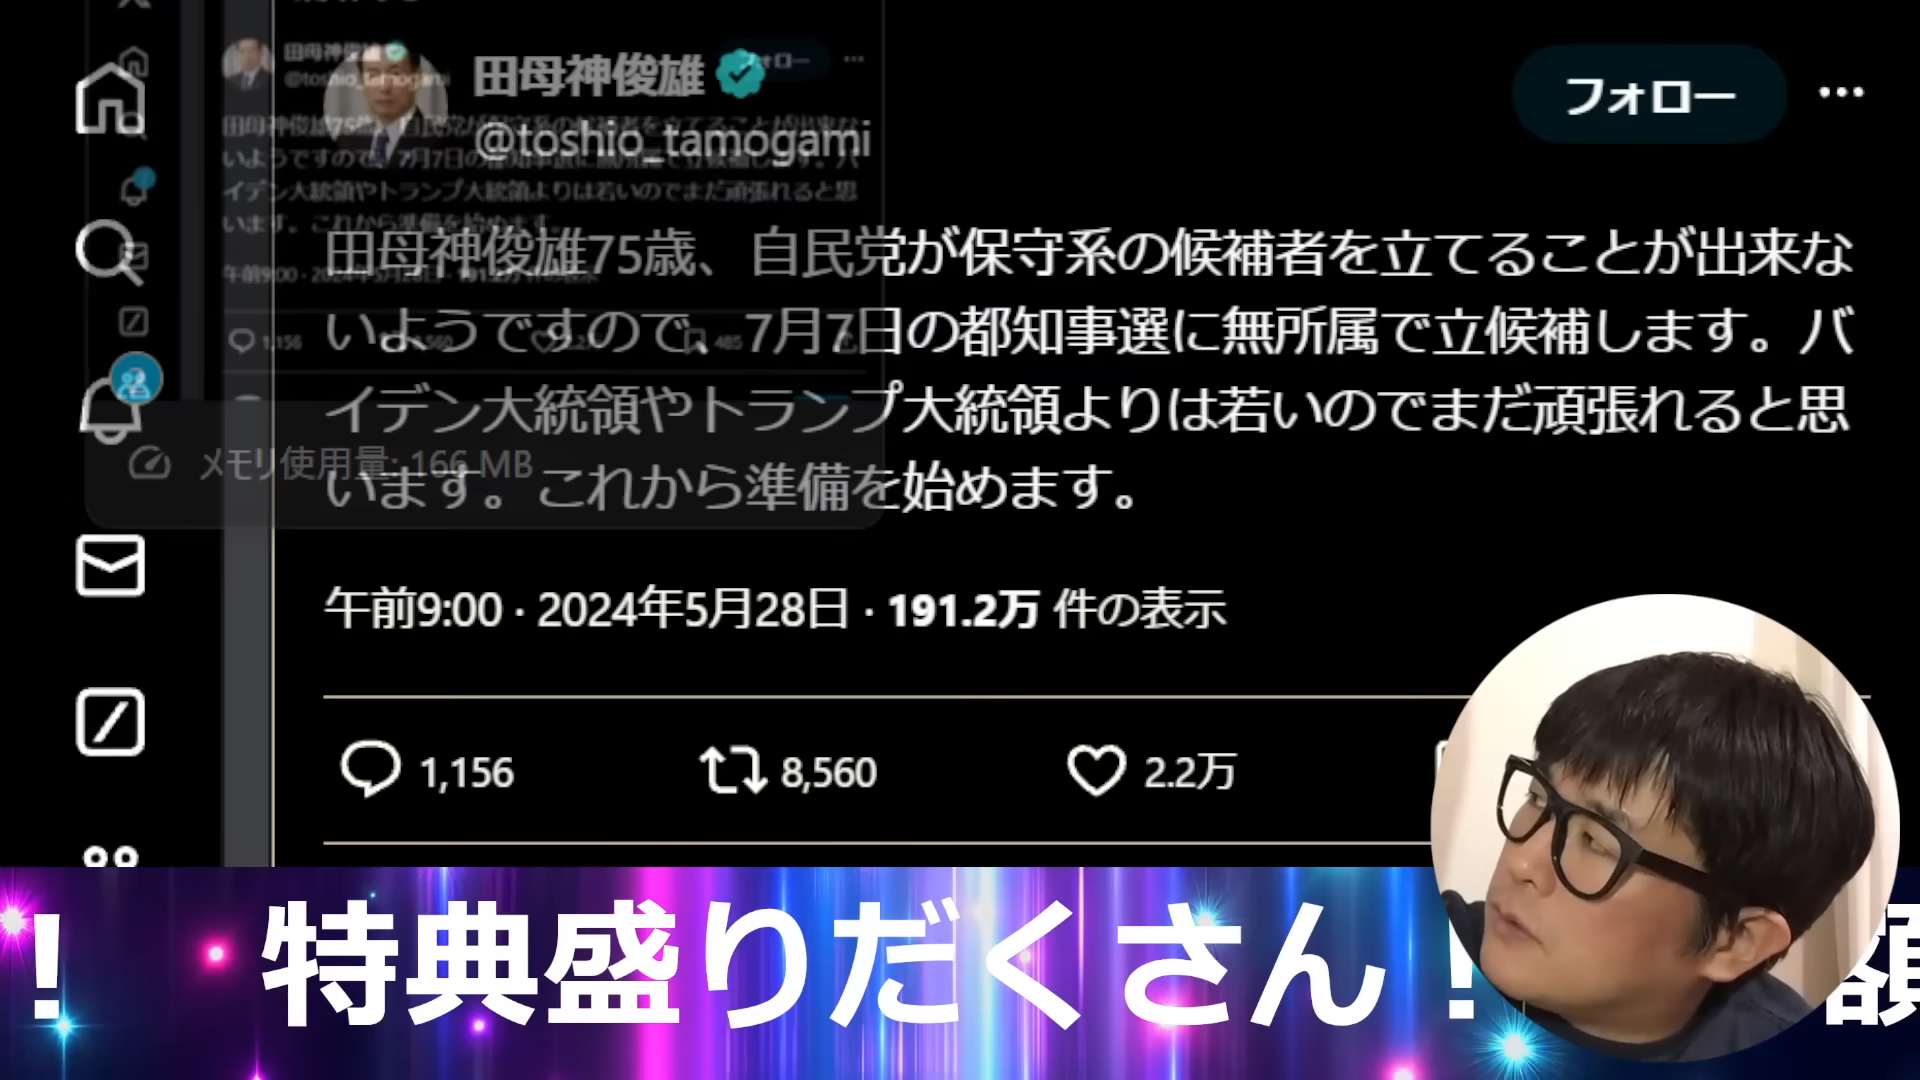 田母神俊雄
@toshio_tamogami
フォロー
田母神俊雄75歳、自民党が保守系の候補者を立てることが出来な
いようですので、7月7日の都知事選に無所属で立候補します。バ
イデン大統領やトランプ大統領よりは若いのでまだ頑張れると思
います。これから準備を始めます。
メモリ使用量: 166 MB
午前9:00 · 2024年5月28日 · 191.2万 件の表示
1,156
8,560
2.2万
！ 特典盛りだくさん！ 額